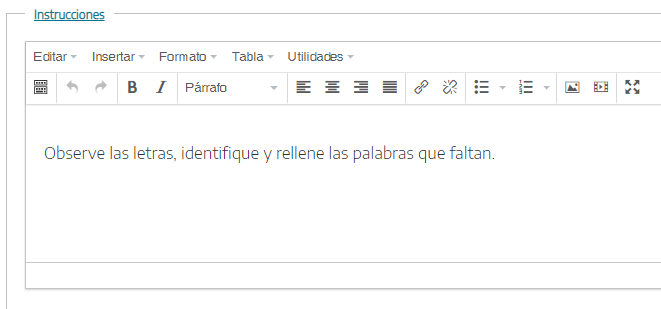 Instrucciones
Editar Insertar Formato Tabla Utilidades
B I Párrafo
Observe las letras, identifique y rellene las palabras que faltan.